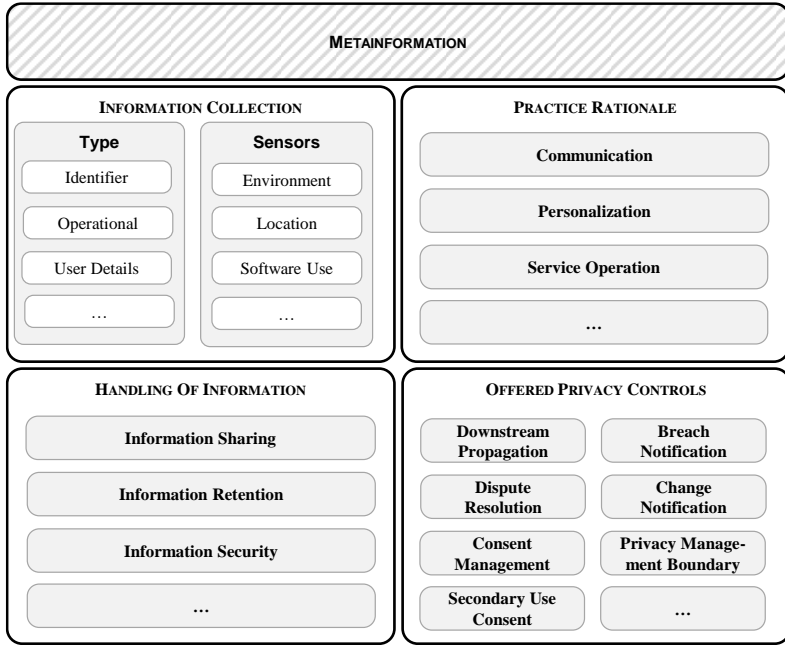 METAINFORMATION
INFORMATION COLLECTION
Type
Identifier
Operational
User Details
…
Sensors
Environment
Location
Software Use
…
PRACTICE RATIONALE
Communication
Personalization
Service Operation
…
HANDLING OF INFORMATION
Information Sharing
Information Retention
Information Security
…
OFFERED PRIVACY CONTROLS
Downstream
Propagation
Breach
Notification
Dispute
Resolution
Change
Notification
Consent
Management
Privacy Manage-
ment Boundary
Secondary Use
Consent
…